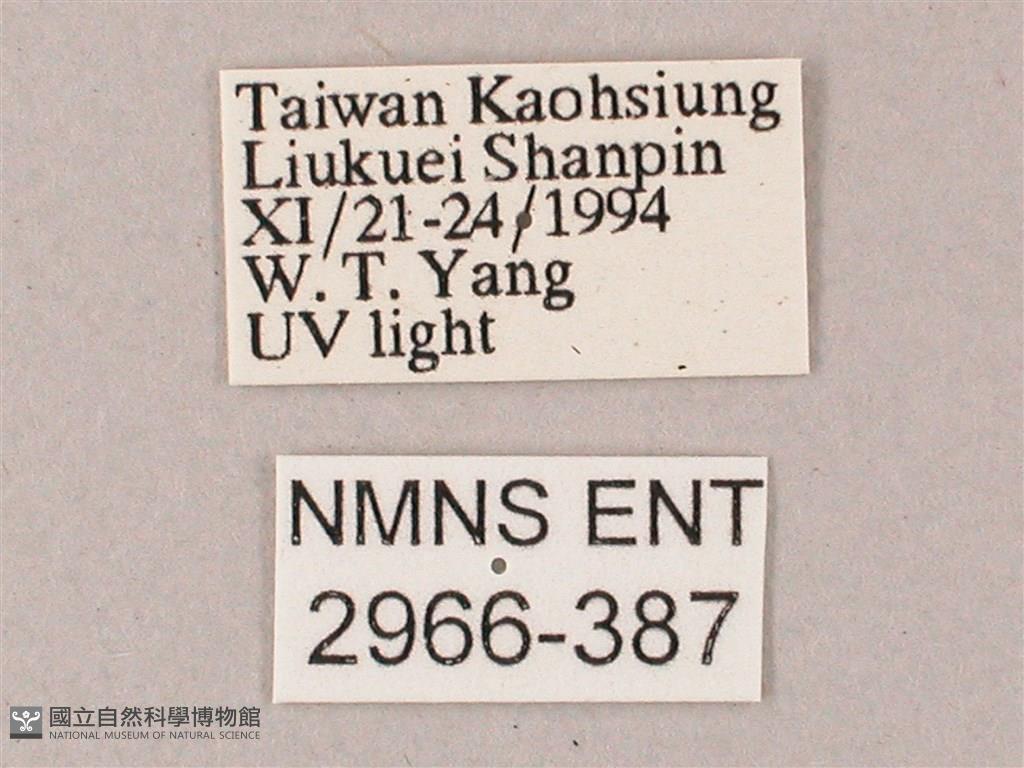 Taiwan Kaohsiung
Liukuei Shanpin
XI/21-24/1994
W. T. Yang
UV light
NMNS ENT
2966-387
國立自然科學博物館
NATIONAL MUSEUM OF NATURAL SCIENCE